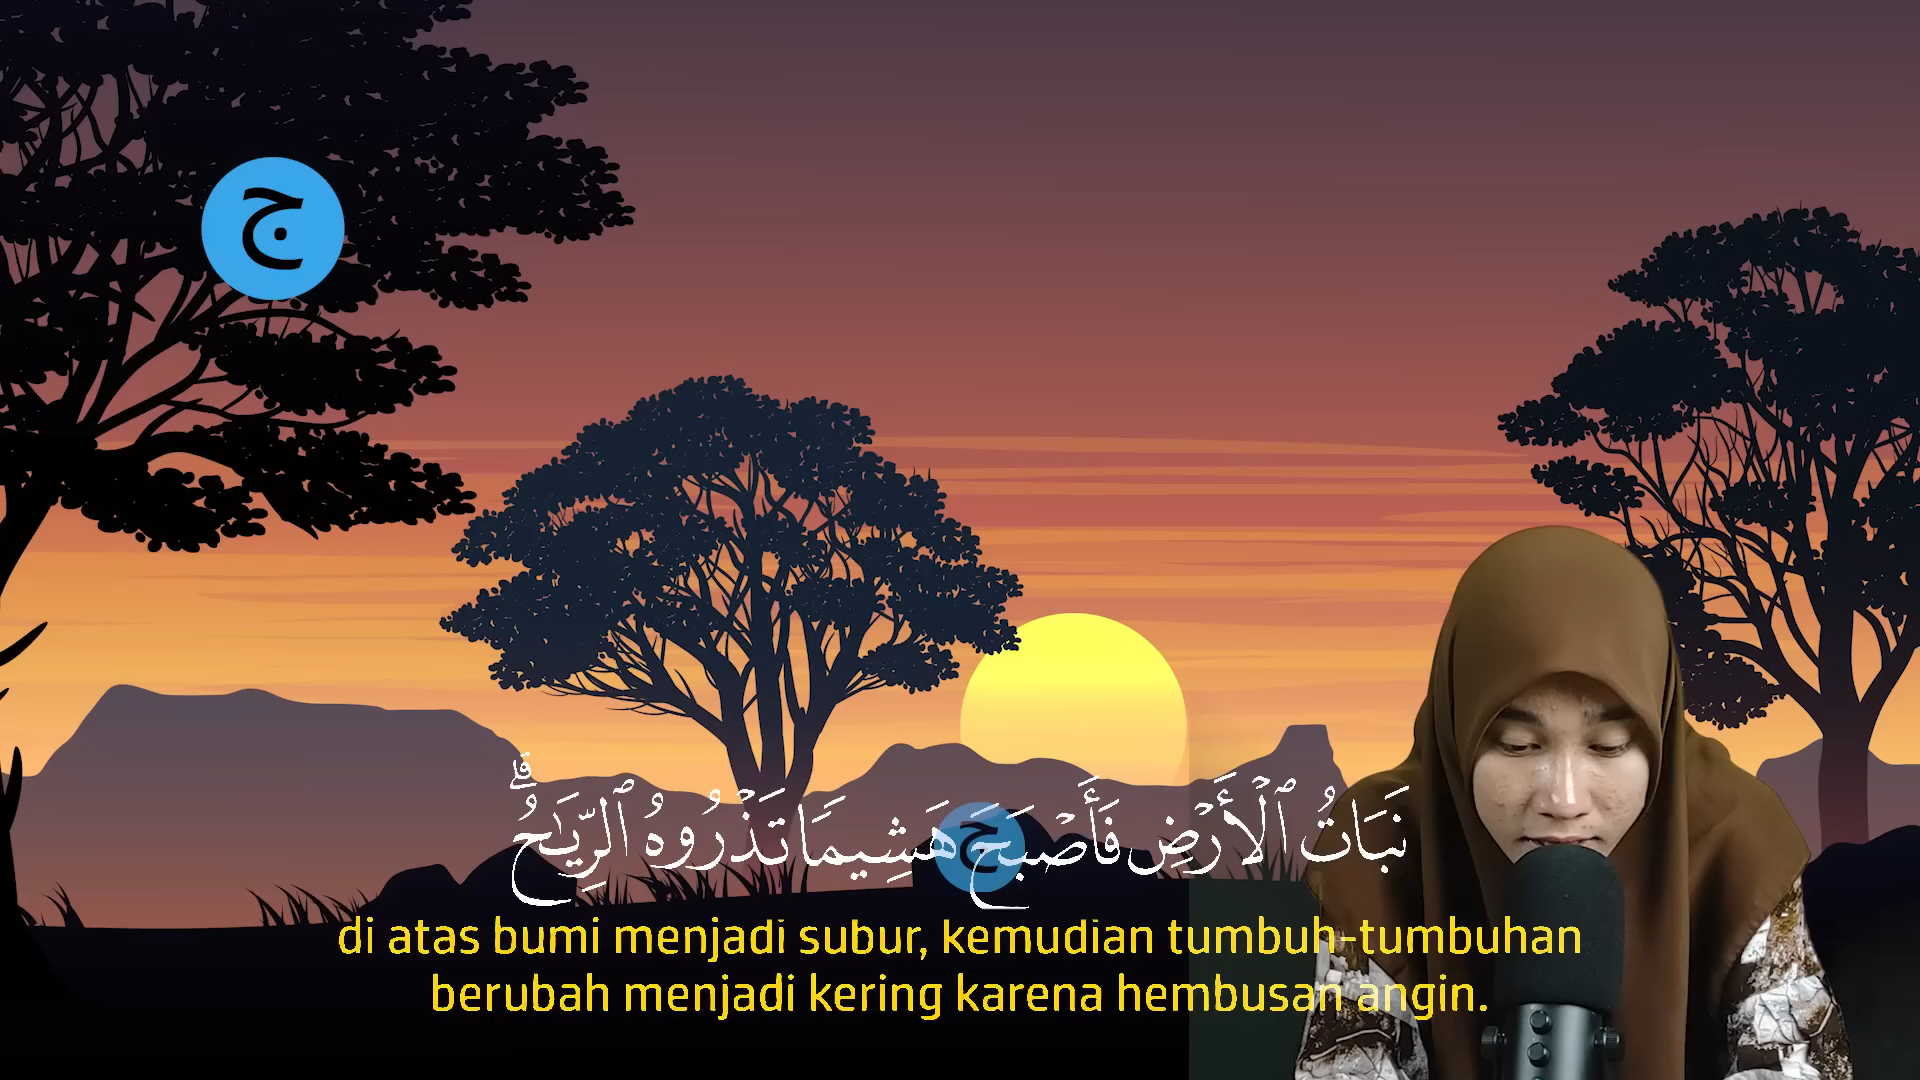 ج
نَبَاتُ ٱلْأَرْضِ فَأَصْبَحَ هَشِيمًا تَذْرُوهُ ٱلرِّيَٰحُ ۗ
ج
di atas bumi menjadi subur, kemudian tumbuh-tumbuhan
berubah menjadi kering karena hembusan angin.